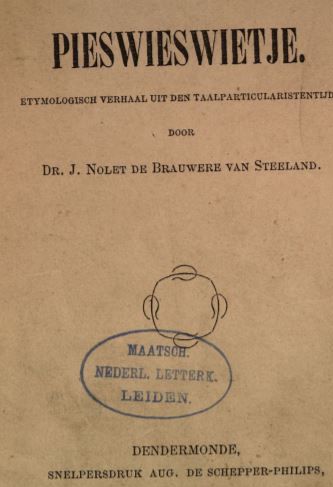 PIESWIESWIETJE.
ETYMOLOGISCH VERHAAL UIT DEN TAALPARTICULARISTENTIJD
DOOR
DR. J. NOLET DE BRAUWERE VAN STEELAND.
MAATSCH.
NEDERL. LETTERK.
LEIDEN.
DENDERMONDE,
SNELPERSDRUK AUG. DE SCHEPPER-PHILIPS,